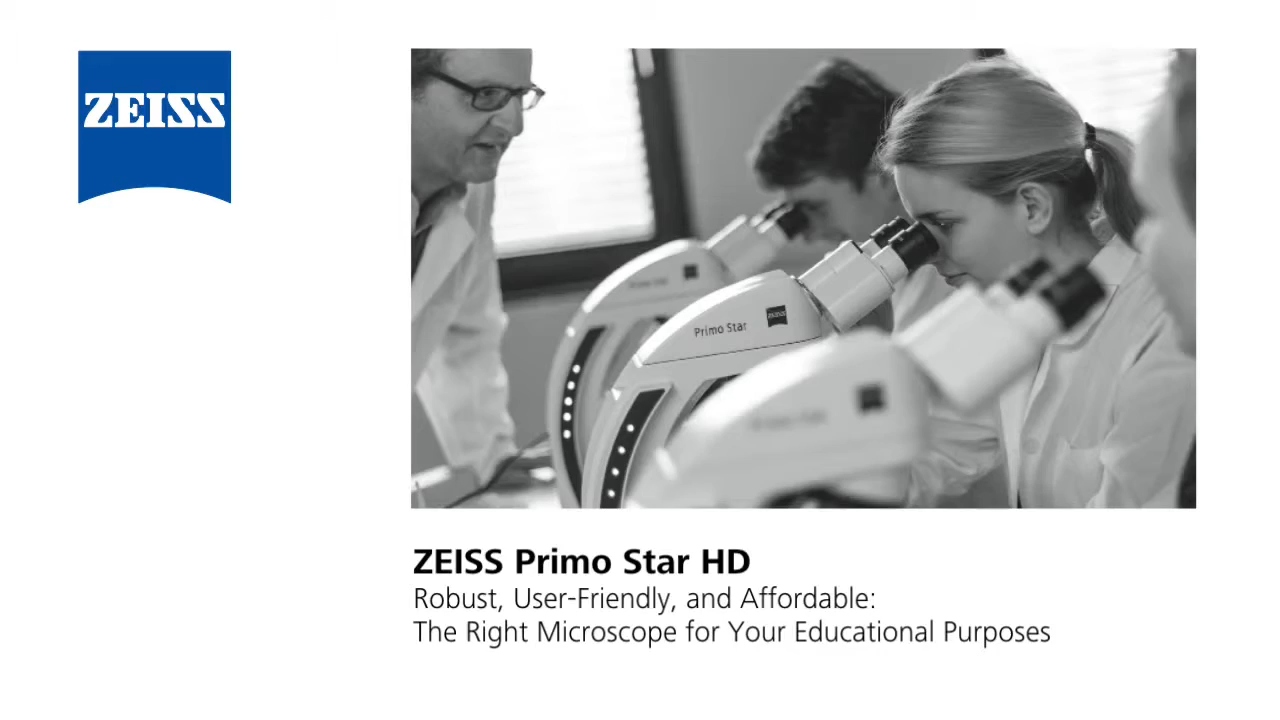 ZEISS
Primo Star
ZEISS Primo Star HD
Robust, User-Friendly, and Affordable:
The Right Microscope for Your Educational Purposes